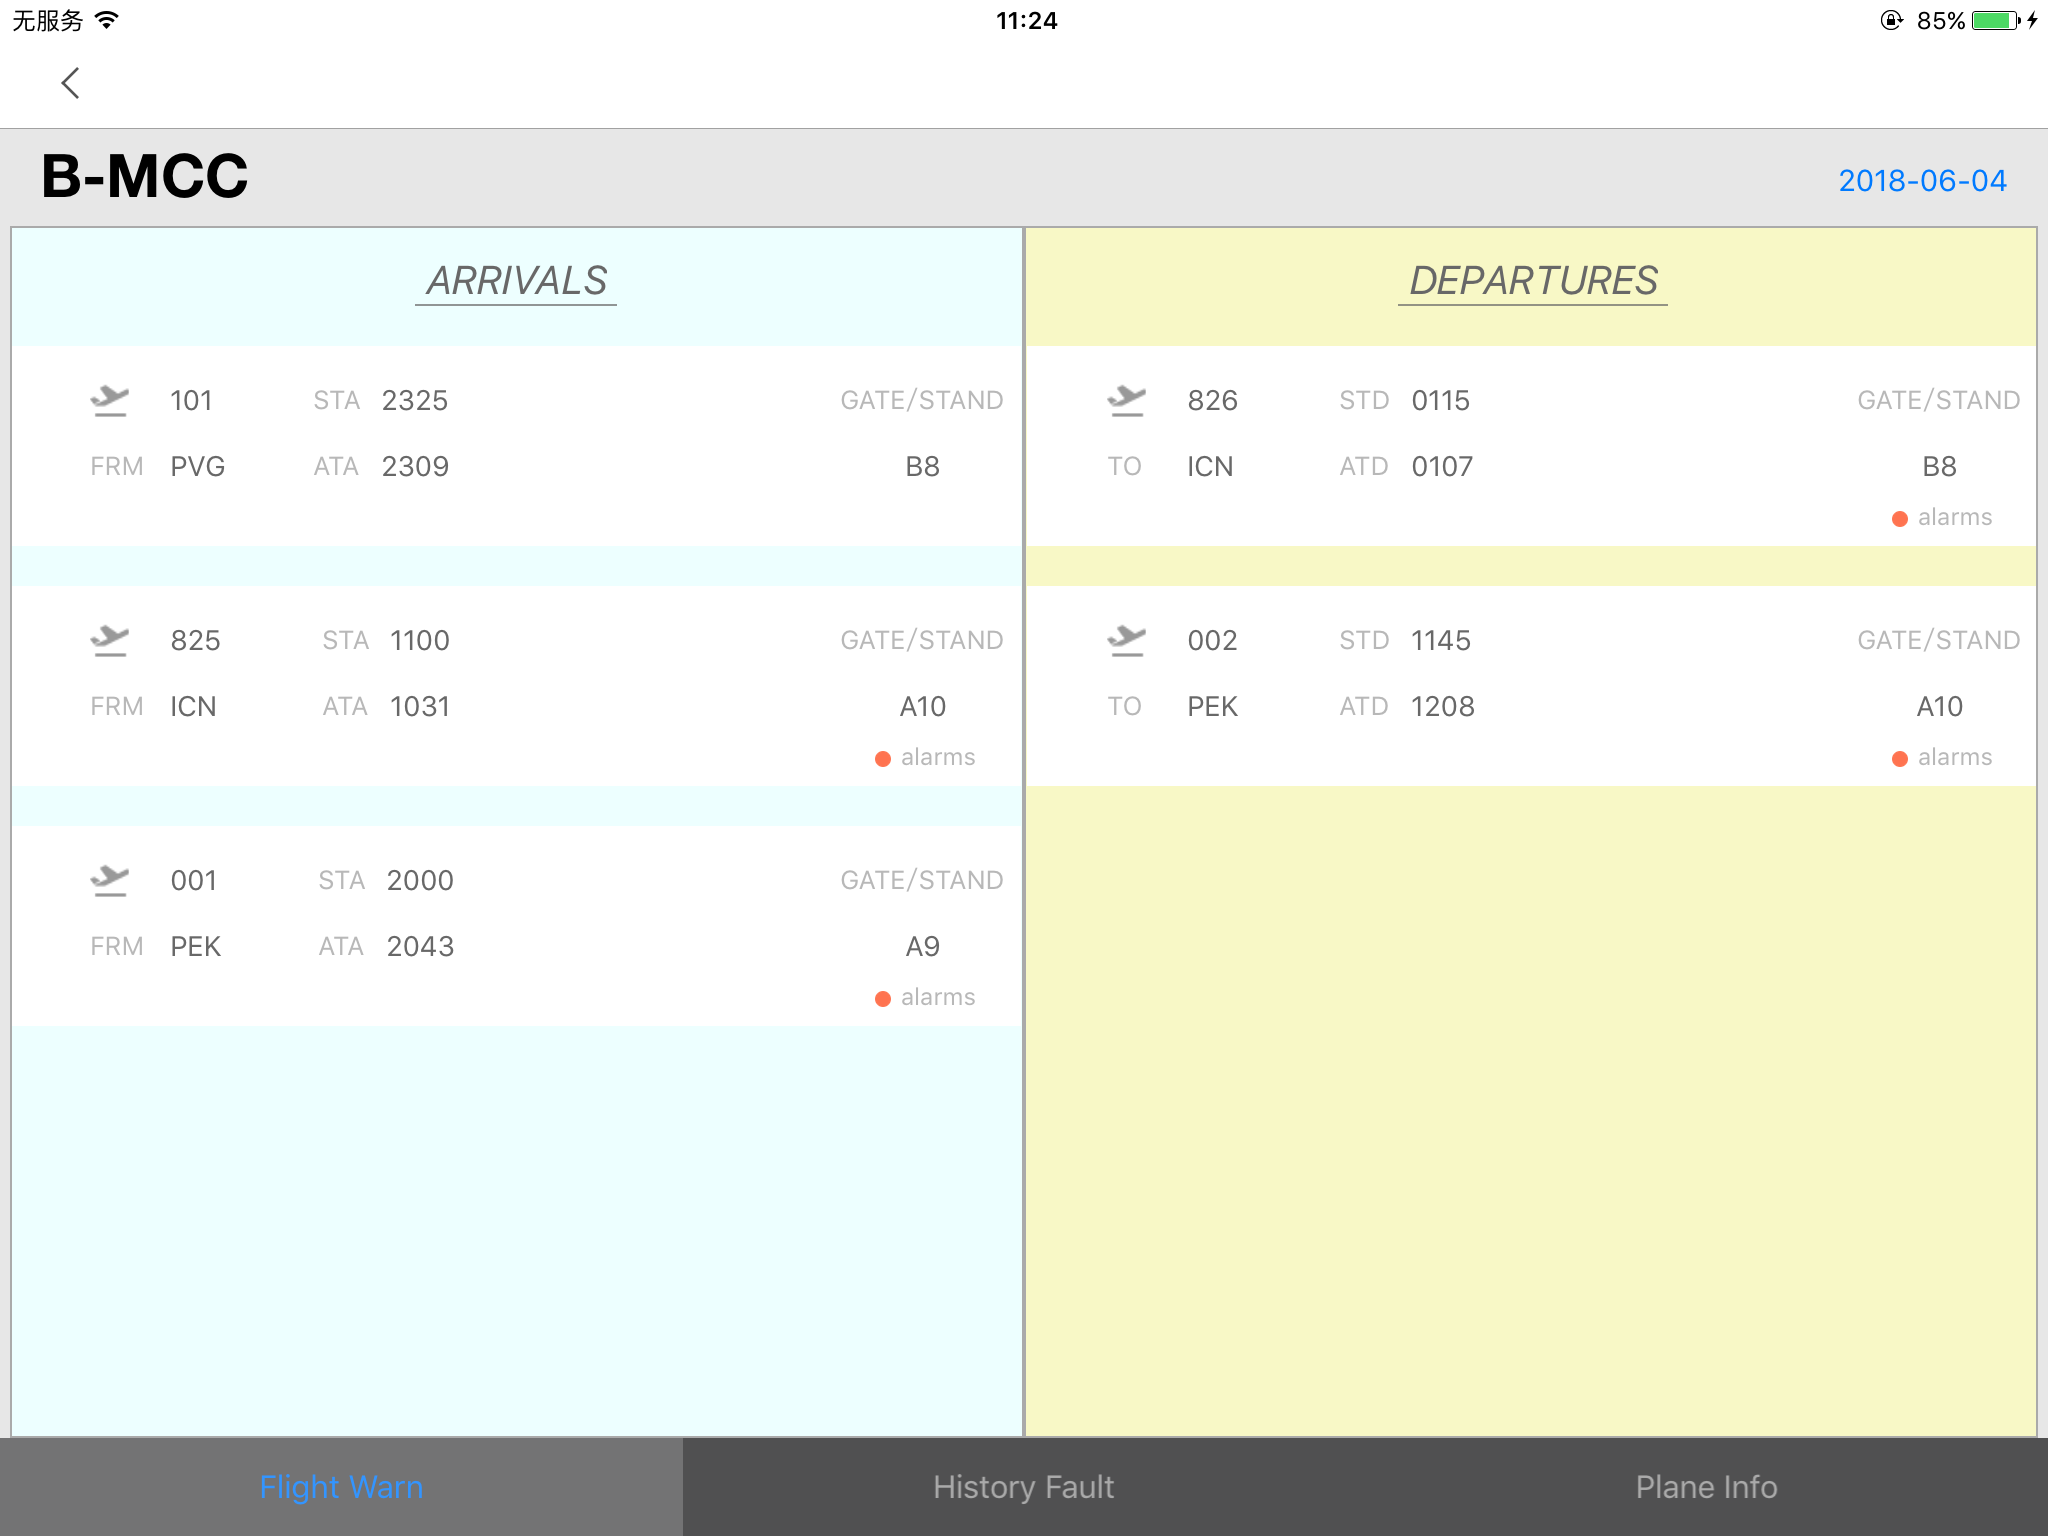 无服务 11:24 85%
B-MCC 2018-06-04
ARRIVALS
101 STA 2325 GATE/STAND
FRM PVG ATA 2309 B8
825 STA 1100 GATE/STAND
FRM ICN ATA 1031 A10
alarms
001 STA 2000 GATE/STAND
FRM PEK ATA 2043 A9
alarms
DEPARTURES
826 STD 0115 GATE/STAND
TO ICN ATD 0107 B8
alarms
002 STD 1145 GATE/STAND
TO PEK ATD 1208 A10
alarms
Flight Warn History Fault Plane Info